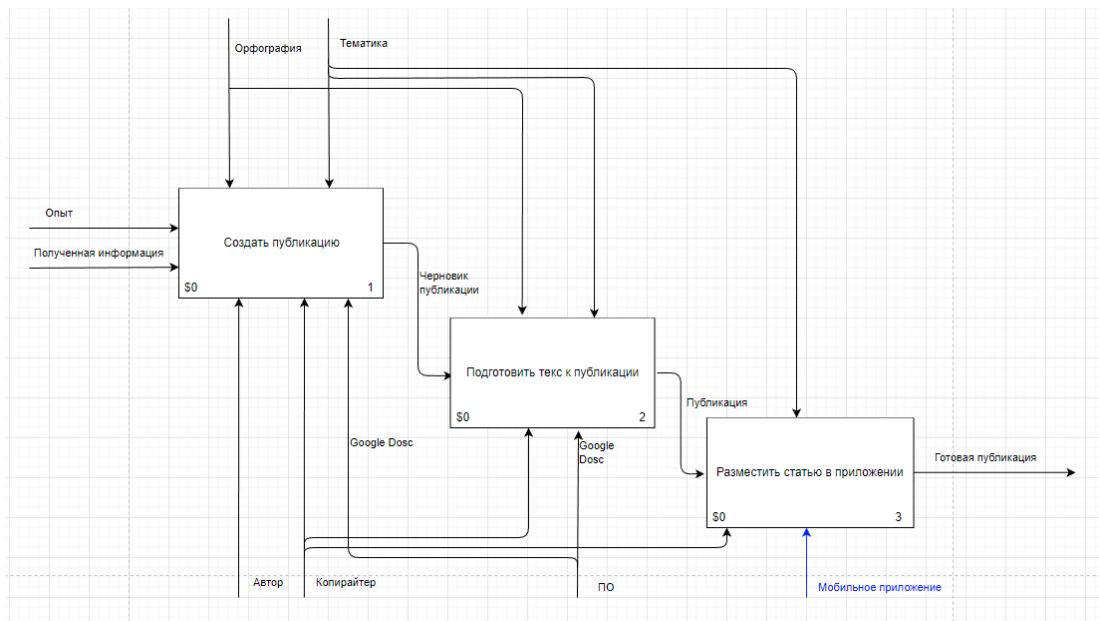 Орфография
Тематика
Опыт
Полученная информация
Создать публикацию
$0
1
Черновик
публикации
Подготовить текс к публикации
$0
2
Публикация
Google Dosc
Google
Dosc
Разместить статью в приложении
$0
3
Готовая публикация
Автор
Копирайтер
ПО
Мобильное приложение